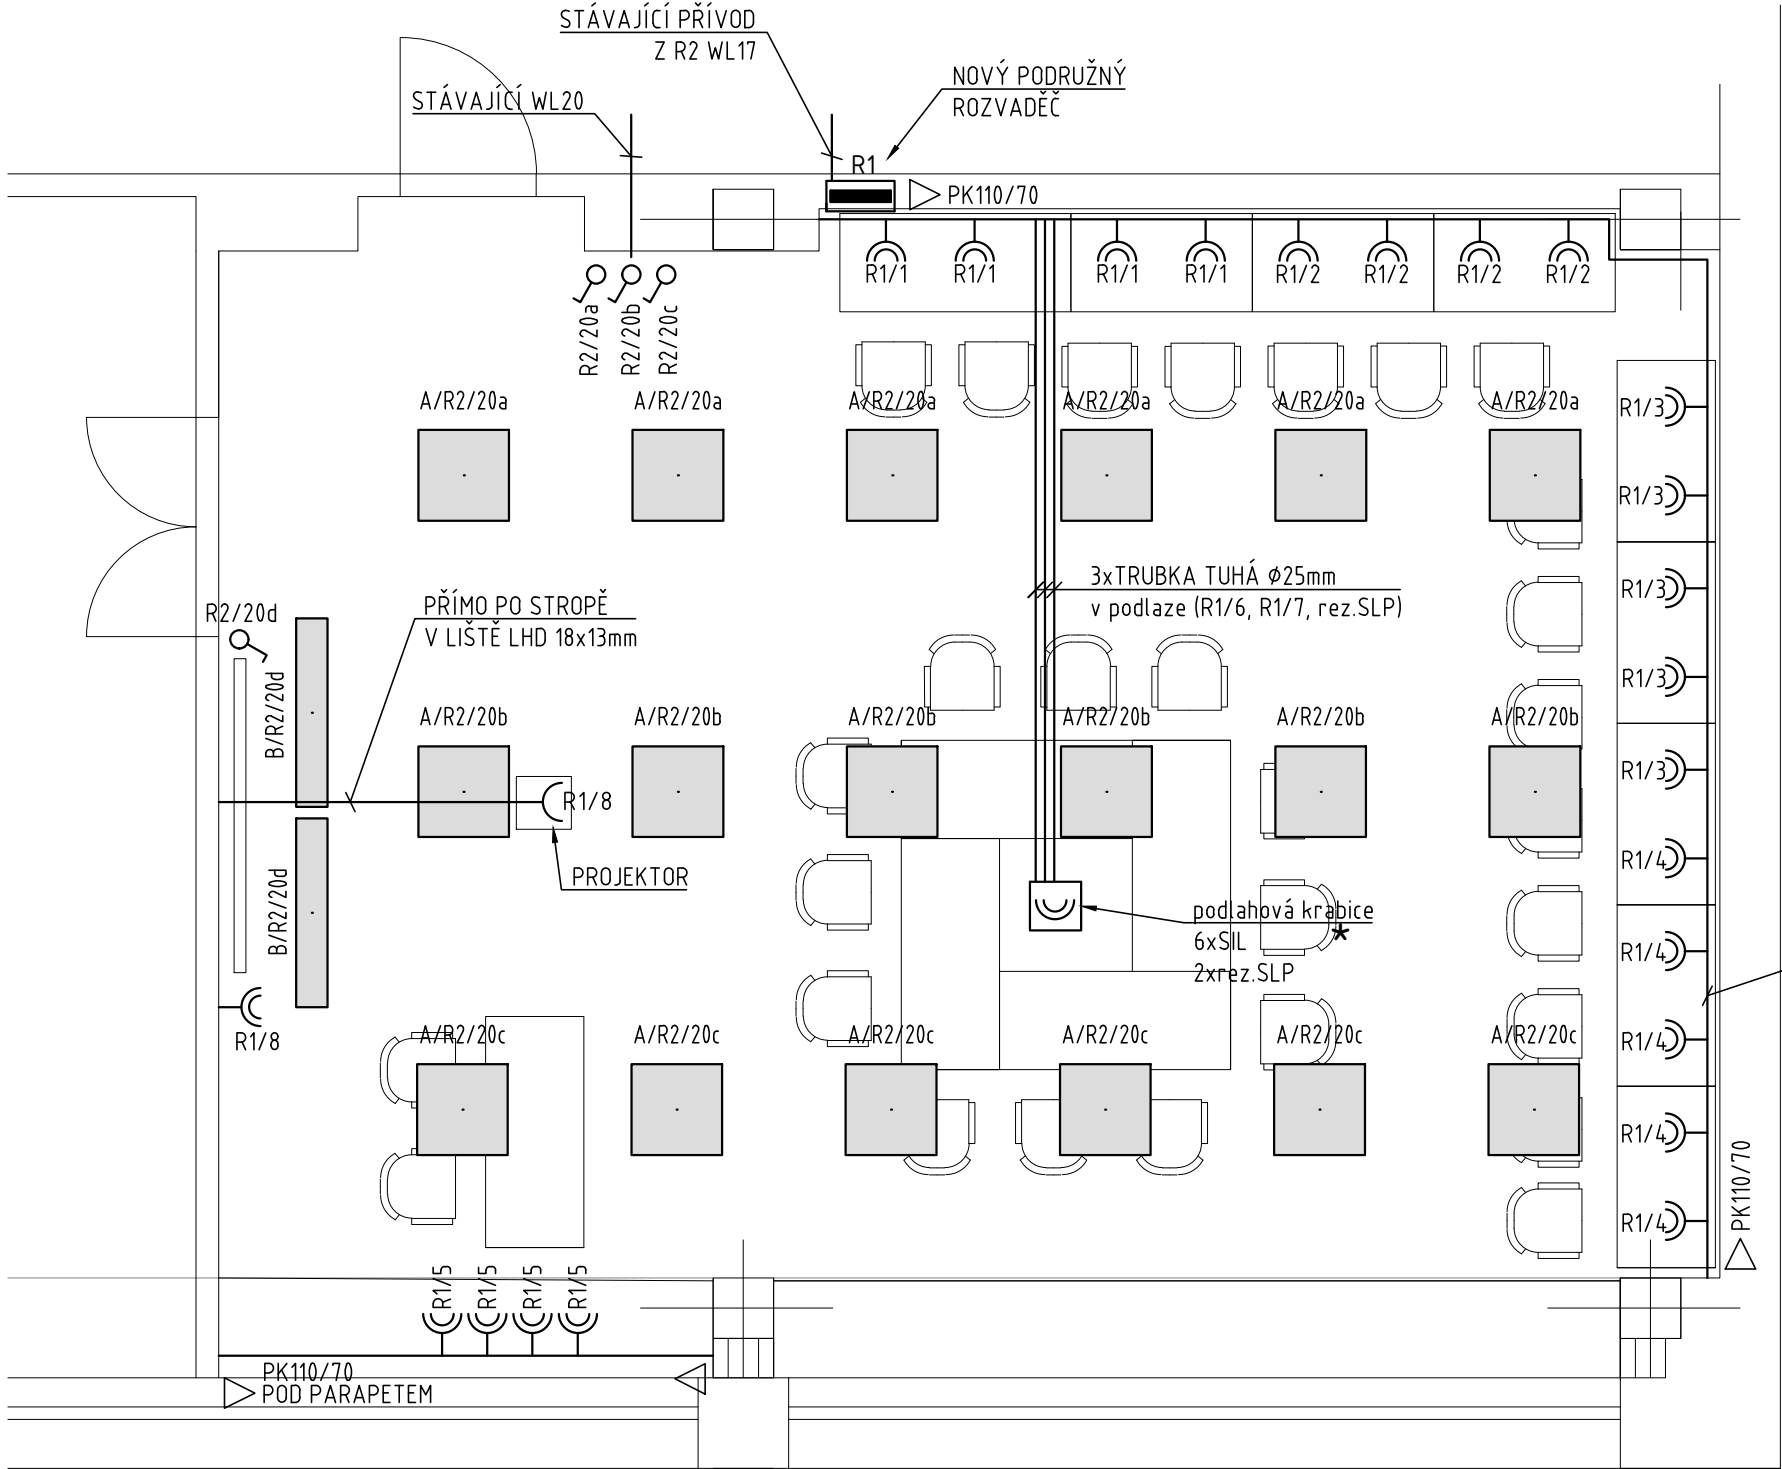 STÁVAJÍCÍ PŘÍVOD
Z R2 WL17
NOVÝ PODRUŽNÝ
ROZVADĚČ
STÁVAJÍCÍ WL20
R1
PK110/70
R1/1
R1/1
R1/1
R1/1
R1/2
R1/2
R1/2
R1/2
R2/20a
R2/20b
R2/20c
A/R2/20a
A/R2/20a
A/R2/20a
A/R2/20a
A/R2/20a
A/R2/20a
R1/3
R1/3
R1/3
R1/3
R1/3
R1/4
R1/4
R1/4
R1/4
R1/4
3xTRUBKA TUHÁ Φ25mm
v podlaze (R1/6, R1/7, rez.SLP)
PŘÍMO PO STROPĚ
V LIŠTĚ LHD 18x13mm
R2/20d
B/R2/20d
B/R2/20d
A/R2/20b
A/R2/20b
A/R2/20b
A/R2/20b
A/R2/20b
A/R2/20b
R1/8
PROJEKTOR
podlahová krabice
6xSIL
*
2xrez.SLP
R1/8
A/R2/20c
A/R2/20c
A/R2/20c
A/R2/20c
A/R2/20c
A/R2/20c
PK110/70
R1/5
R1/5
R1/5
R1/5
PK110/70
POD PARAPETEM